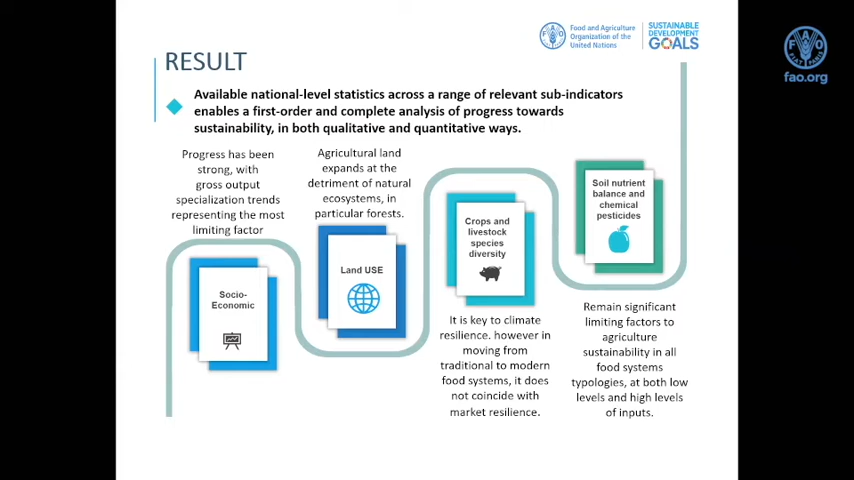 Food and Agriculture
Organization of the
United Nations
SUSTAINABLE
DEVELOPMENT
GOALS
FAO
FIAT PANIS
fao.org
RESULT
Available national-level statistics across a range of relevant sub-indicators
enables a first-order and complete analysis of progress towards
sustainability, in both qualitative and quantitative ways.
Progress has been
strong, with
gross output
specialization trends
representing the most
limiting factor
Socio-
Economic
Agricultural land
expands at the
detriment of natural
ecosystems, in
particular forests.
Land USE
Crops and
livestock
species
diversity
It is key to climate
resilience. however in
moving from
traditional to modern
food systems, it does
not coincide with
market resilience.
Soil nutrient
balance and
chemical
pesticides
Remain significant
limiting factors to
agriculture
sustainability in all
food systems
typologies, at both low
levels and high levels
of inputs.